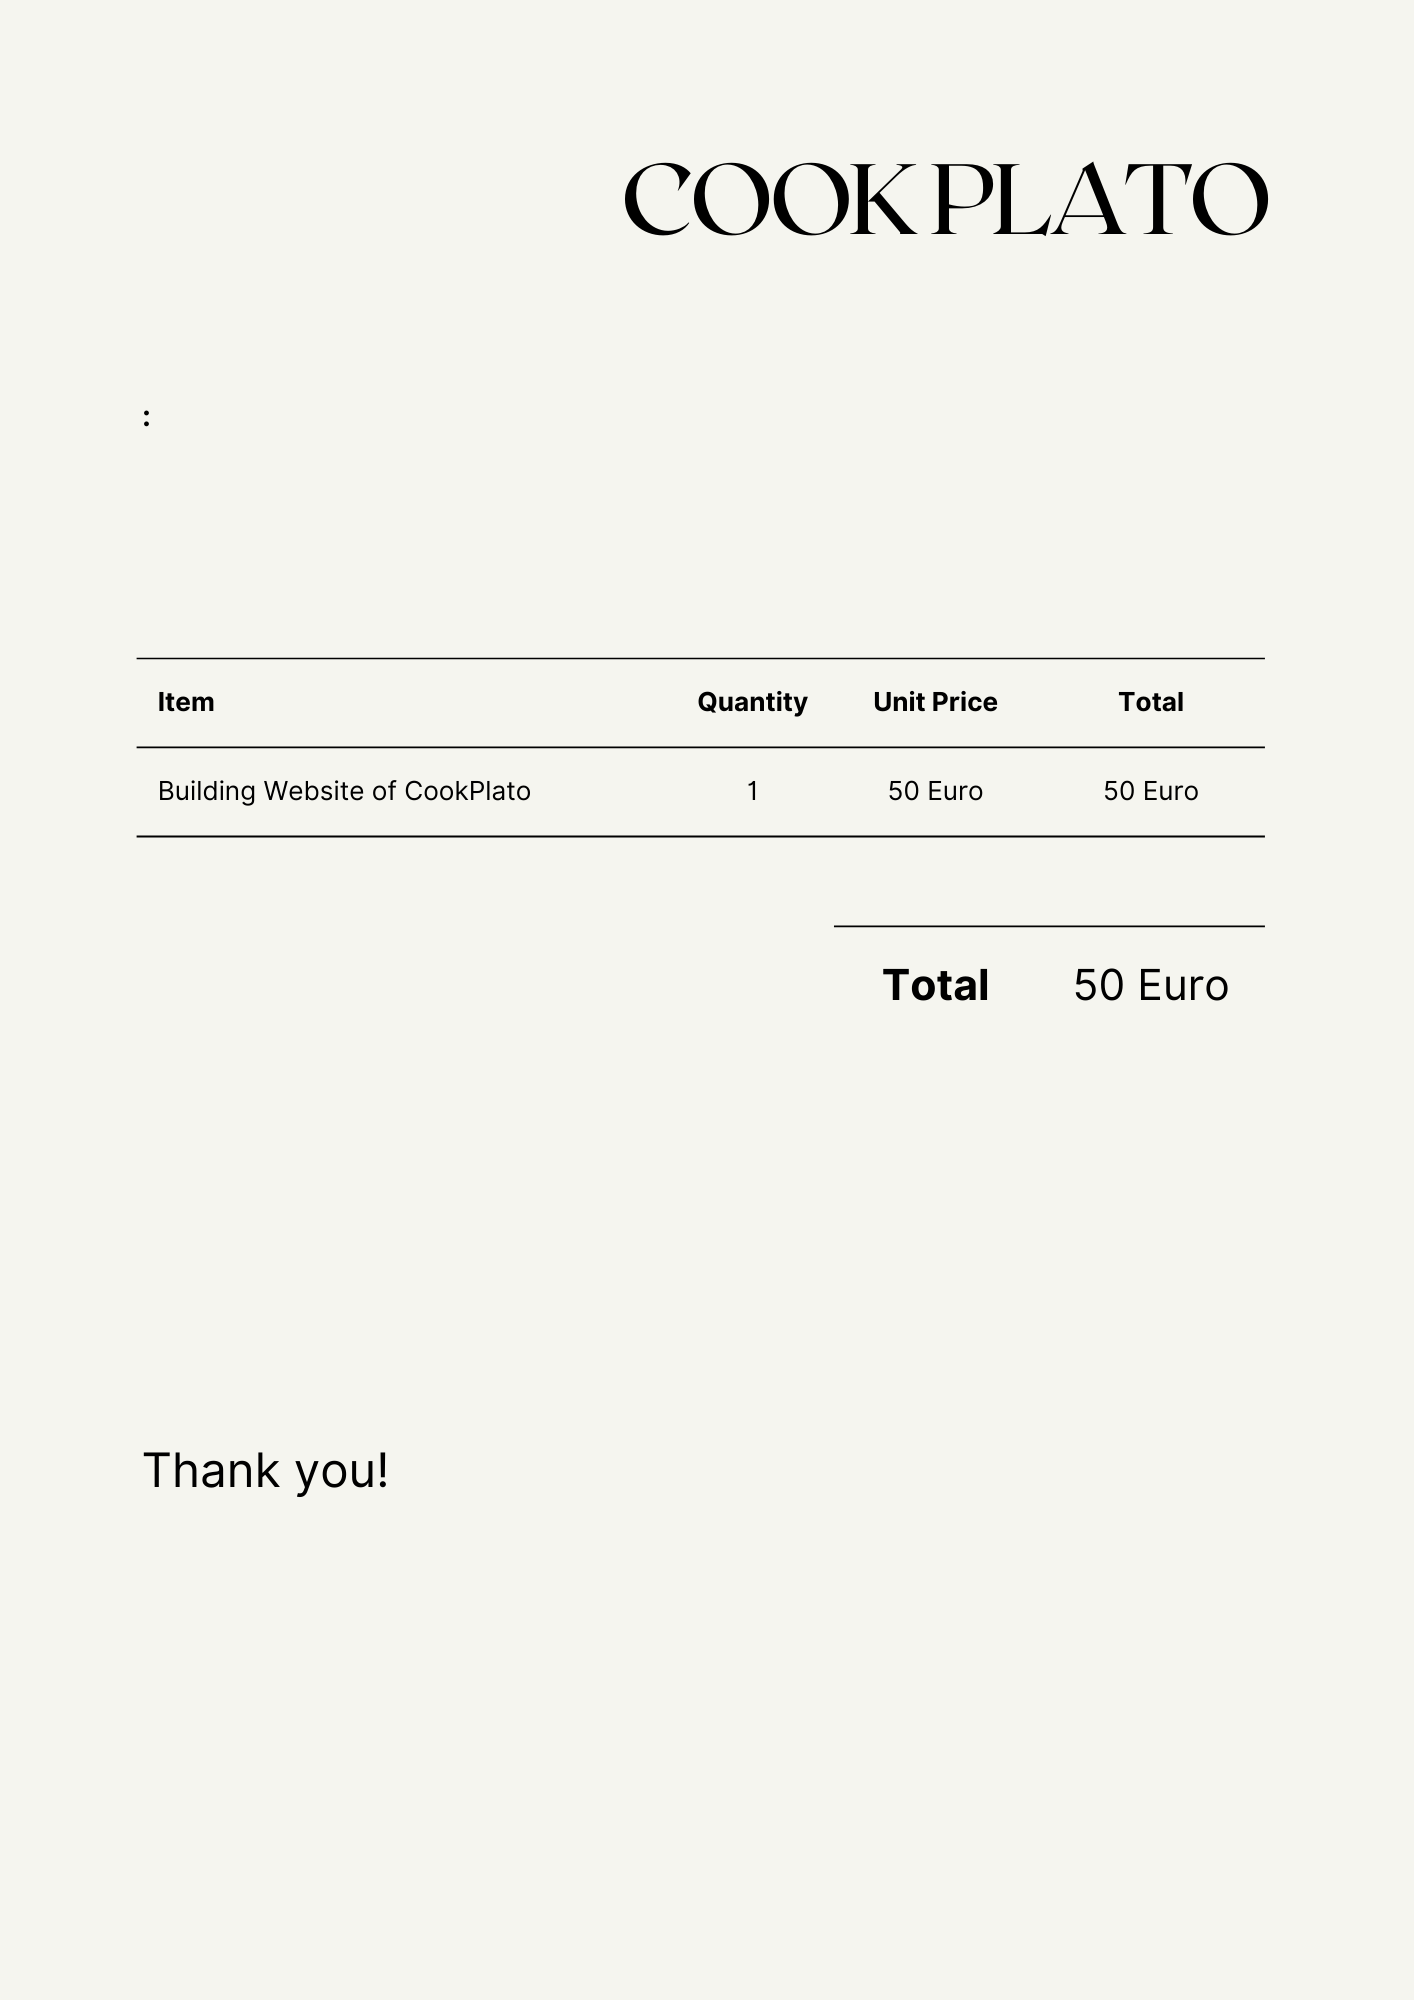 COOK PLATO
:
Item Quantity Unit Price Total
Building Website of CookPlato 1 50 Euro 50 Euro
Total 50 Euro
Thank you!